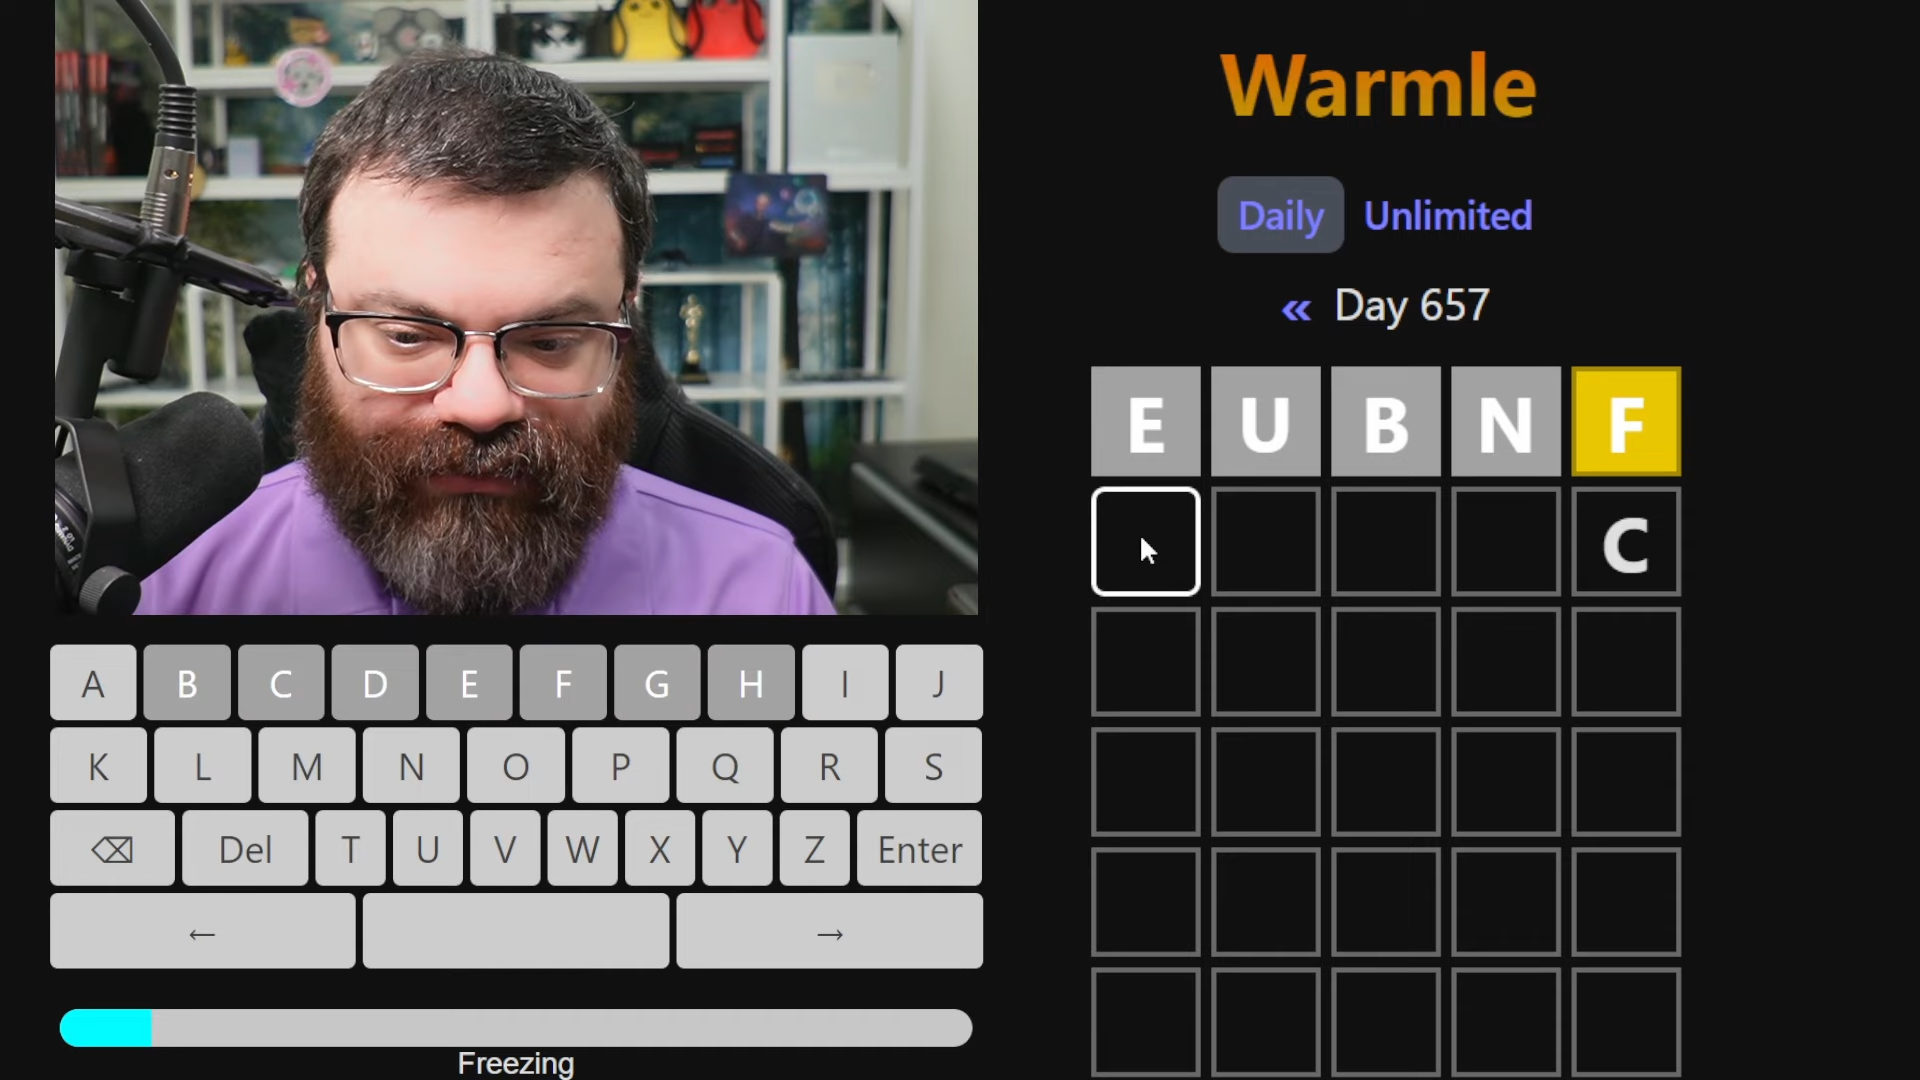 Warmle
Daily Unlimited
« Day 657
E U B N F
C
A B C D E F G H I J
K L M N O P Q R S
⌫ Del T U V W X Y Z Enter
← →
Freezing